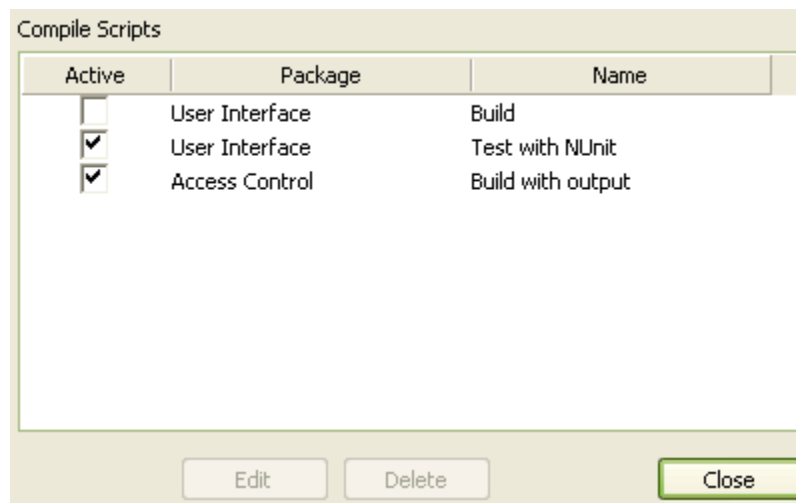 Compile Scripts
Active Package Name
User Interface Build
User Interface Test with NUnit
Access Control Build with output
Edit Delete Close